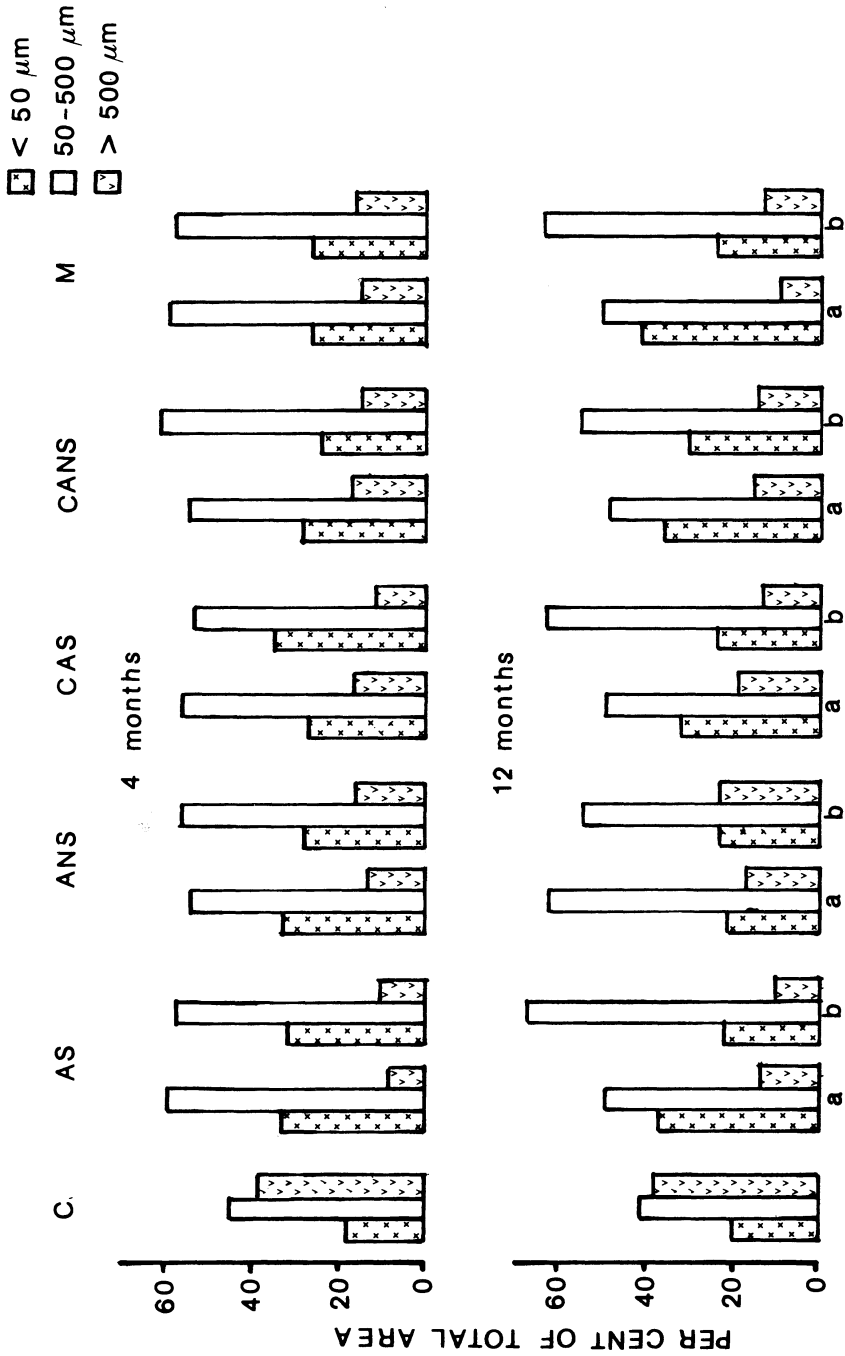 < 50 μm
50-500 μm
> 500 μm
C. AS ANS CAS CANS M
4 months
60
40
20
0
12 months
60
40
20
0
PER CENT OF TOTAL AREA
a b a b a b a b a b